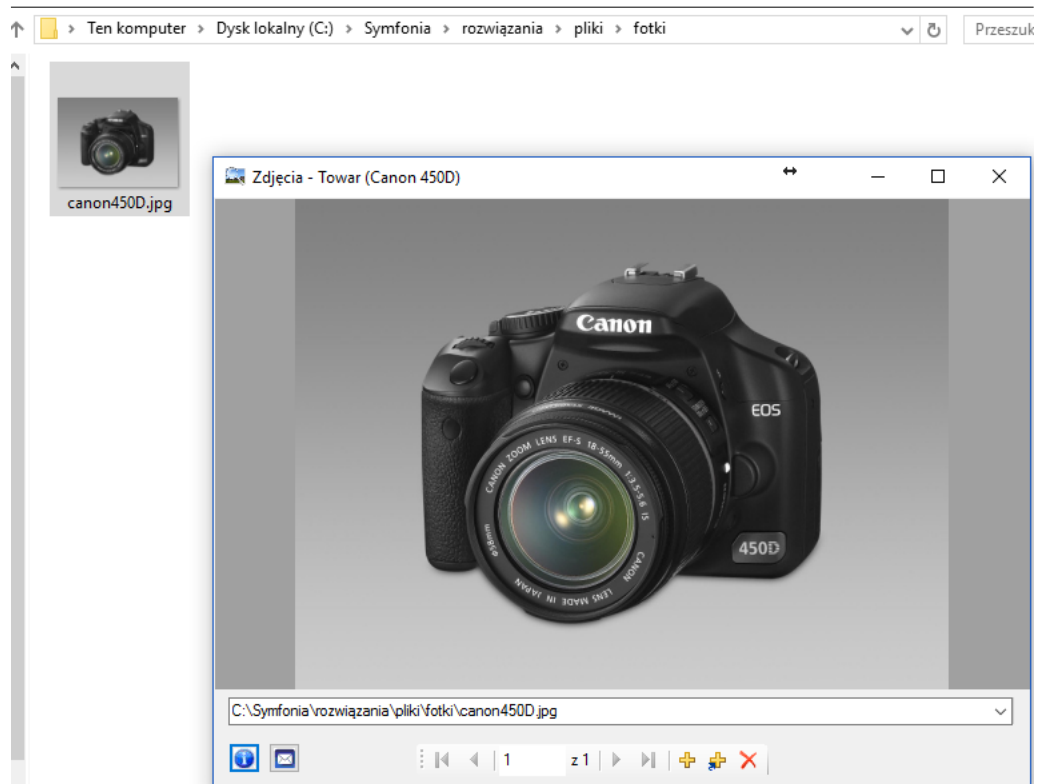 Ten komputer > Dysk lokalny (C:) > Symfonia > rozwiązania > pliki > fotki
Przeszuk
canon450D.jpg
Zdjęcia - Towar (Canon 450D)
Canon
EOS
CANON ZOOM LENS EF-S 18-55mm 1:3.5-5.6 IS
CANON LENS MADE IN JAPAN
ø58mm
450D
C:\Symfonia\rozwiązania\pliki\fotki\canon450D.jpg
1 z 1